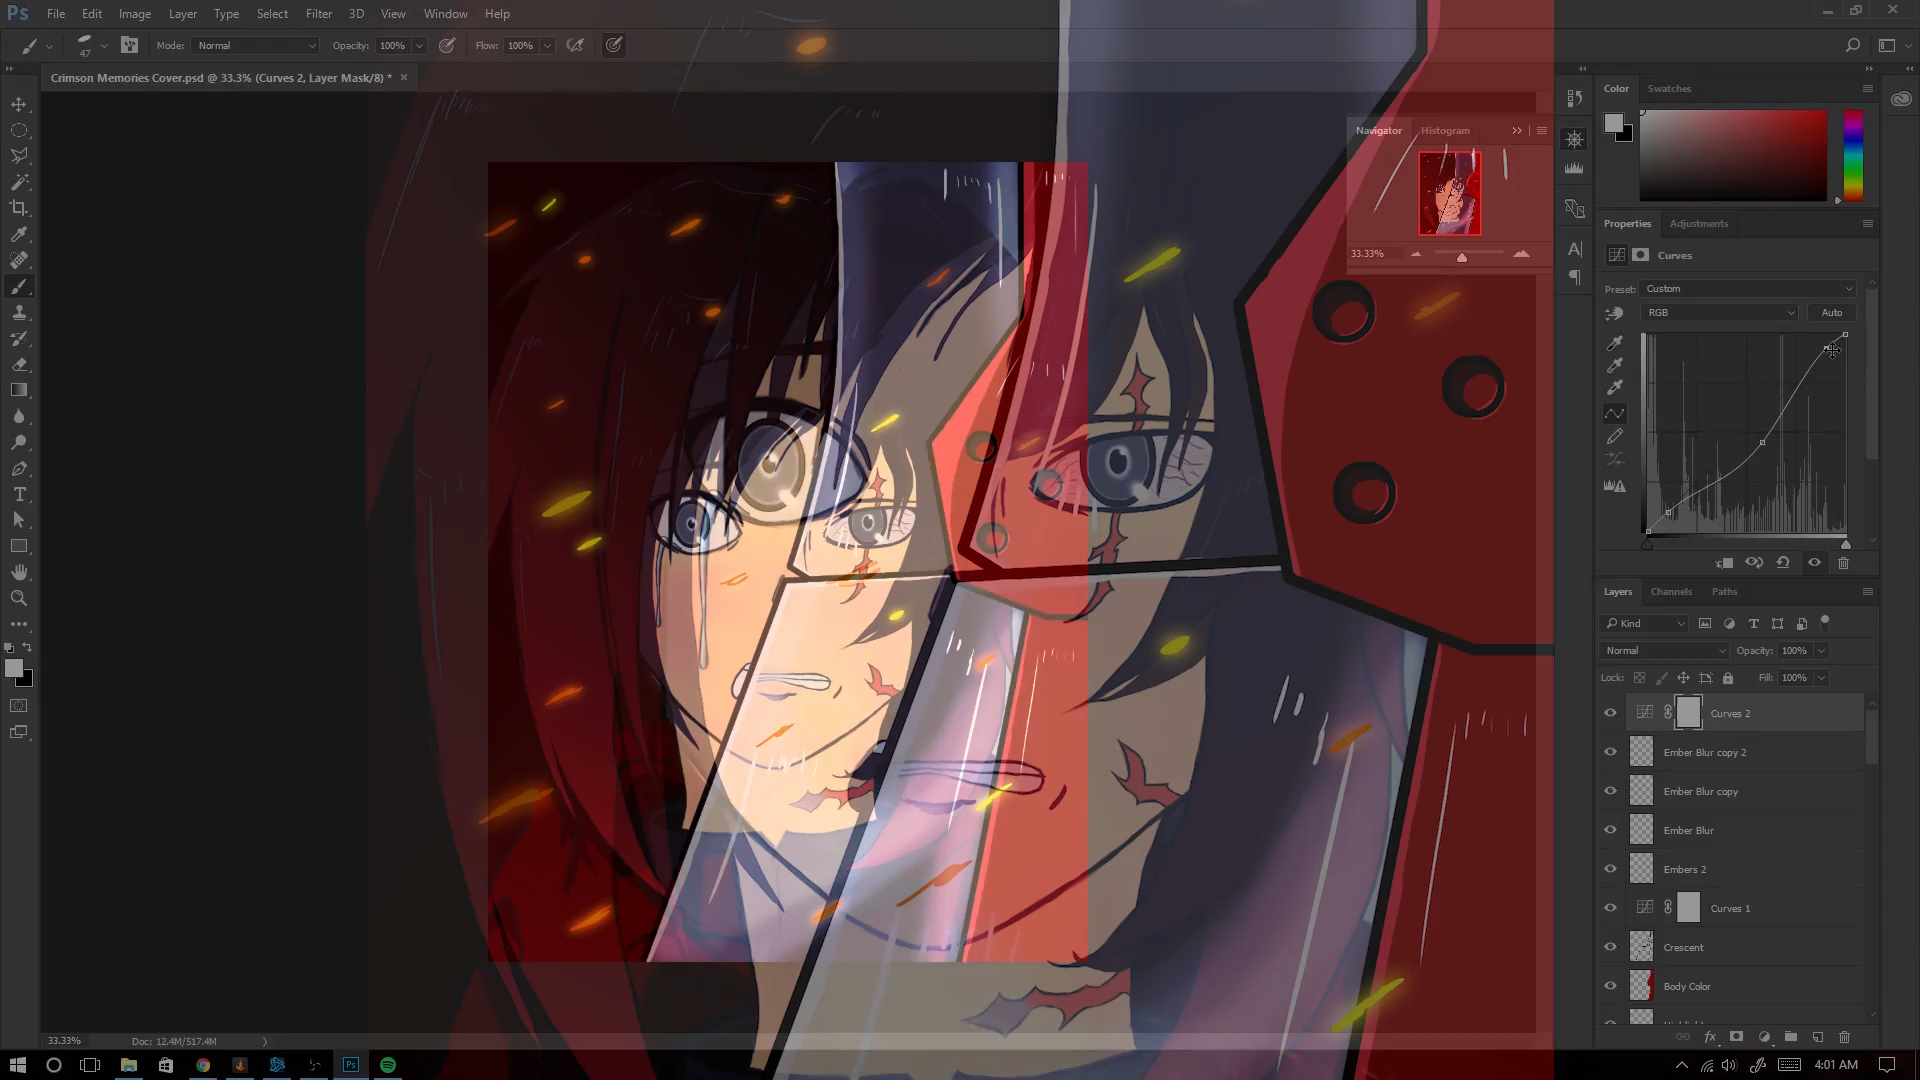 Ps File Edit Image Layer Type Select Filter 3D View Window Help
47 Mode: Normal Opacity: 100% Flow: 100%
Crimson Memories Cover.psd @ 33.3% (Curves 2, Layer Mask/8) * ×
Color Swatches
Navigator Histogram
33.33%
Properties Adjustments
Curves
Preset: Custom
RGB Auto
Layers Channels Paths
Kind
Normal Opacity: 100%
Lock: Fill: 100%
Curves 2
Ember Blur copy 2
Ember Blur copy
Ember Blur
Embers 2
Curves 1
Crescent
Body Color
33.33% Doc: 12.4M/517.4M
Ps 4:01 AM